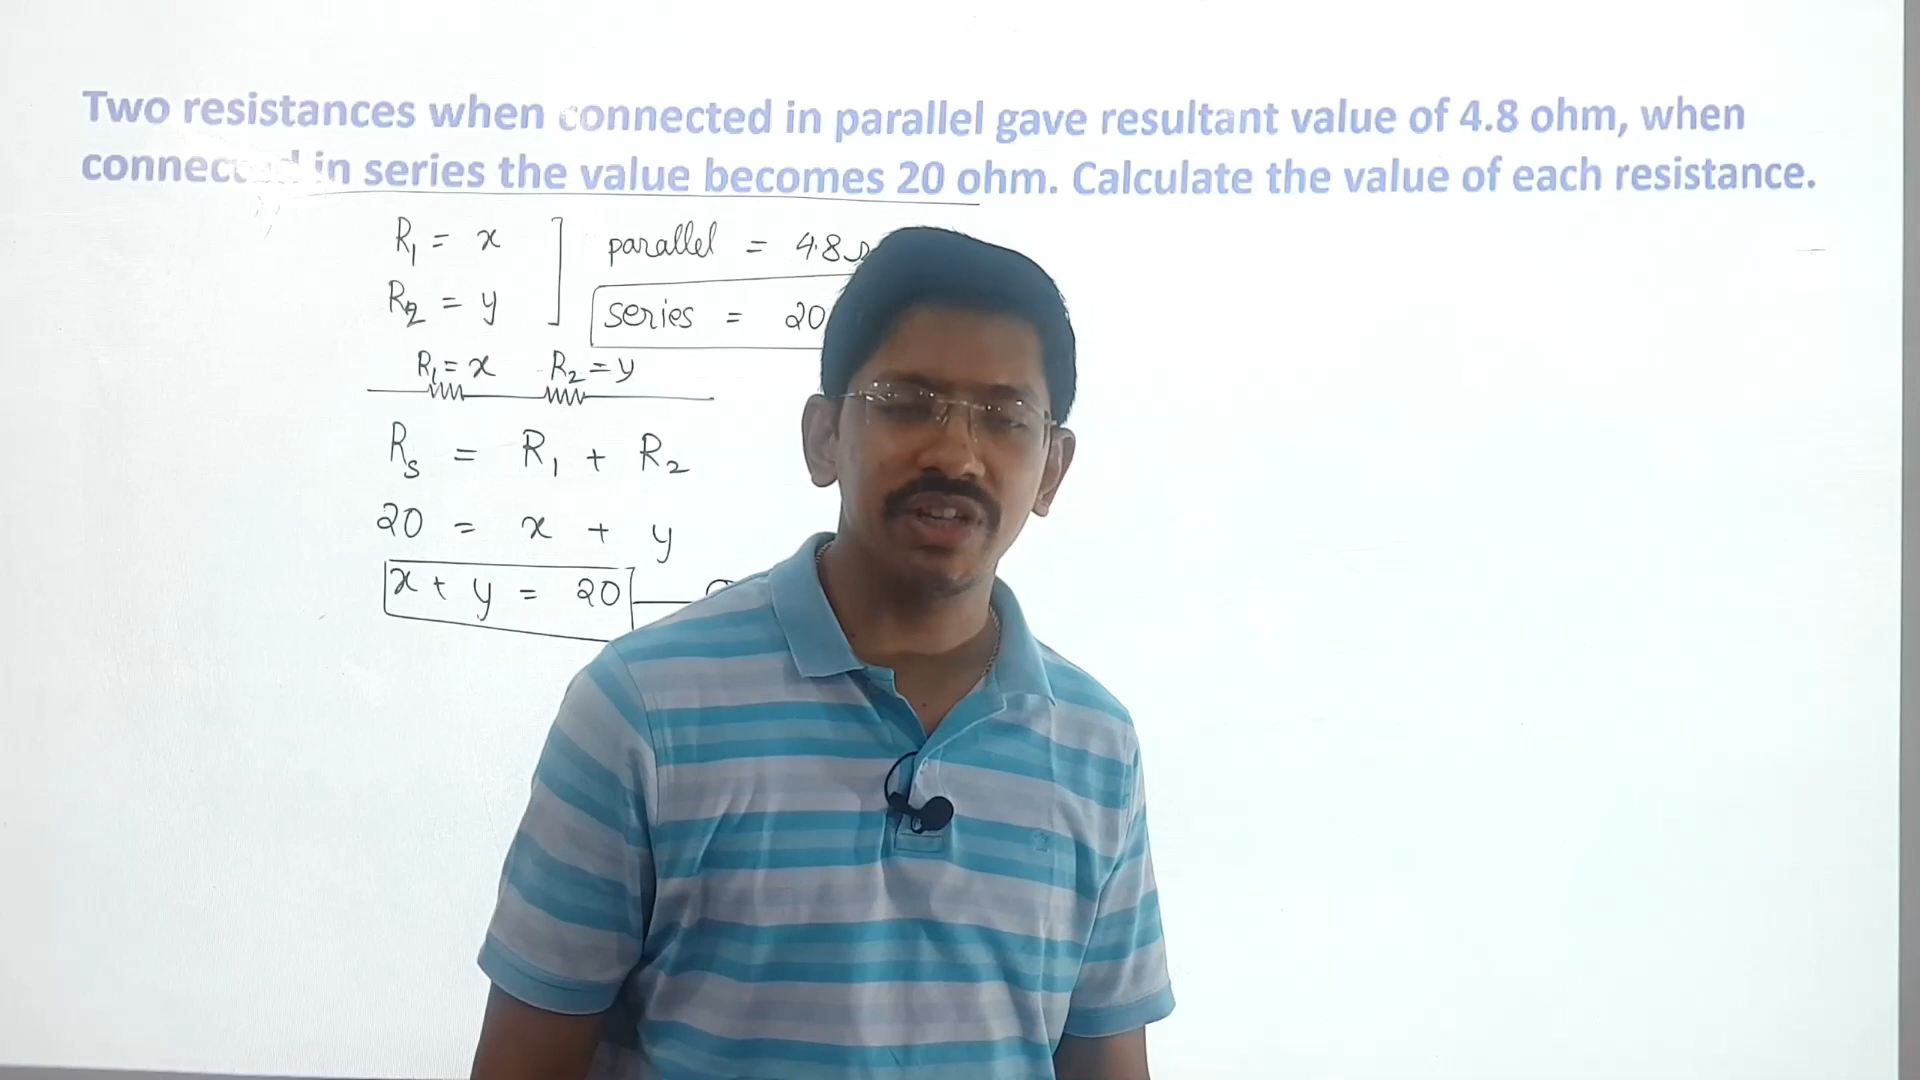 Two resistances when connected in parallel gave resultant value of 4.8 ohm, when
connected in series the value becomes 20 ohm. Calculate the value of each resistance.
R₁ = x
parallel = 4.8Ω
R₂ = y
series = 20
R₁ = x R₂ = y
Rs = R₁ + R₂
20 = x + y
x + y = 20